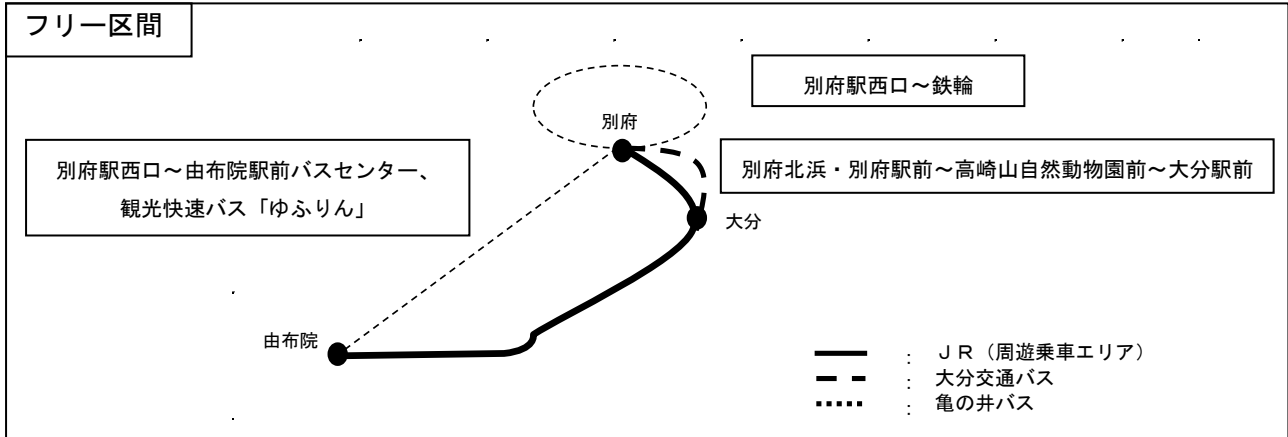 フリー区間
別府駅西口～鉄輪
別府
別府駅西口～由布院駅前バスセンター、
観光快速バス「ゆふりん」
別府北浜・別府駅前～高崎山自然動物園前～大分駅前
大分
由布院
： ＪＲ（周遊乗車エリア）
： 大分交通バス
： 亀の井バス